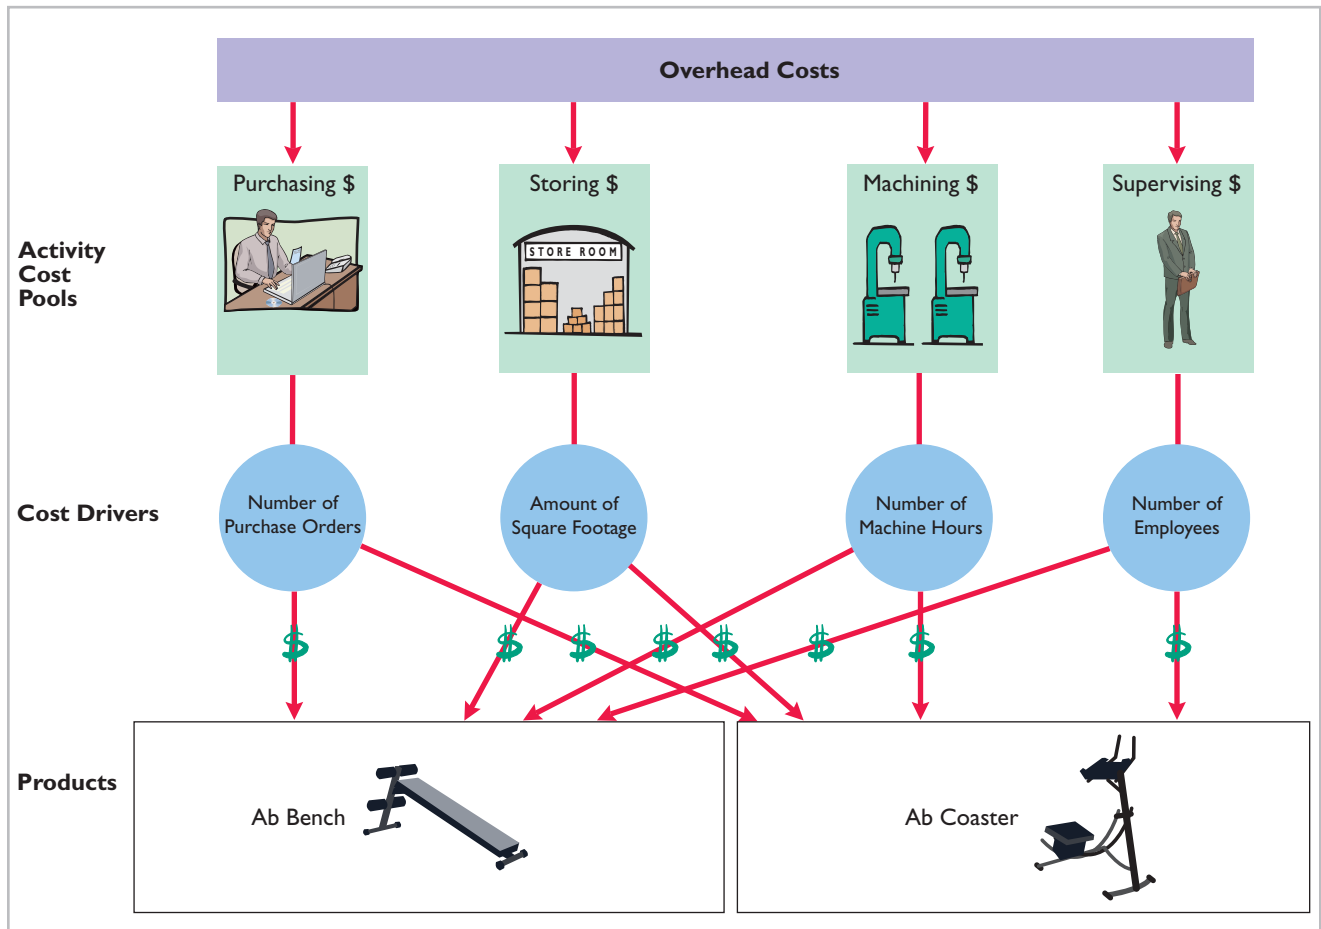 Overhead Costs
Purchasing $
Storing $
Machining $
Supervising $
STORE ROOM
Activity
Cost
Pools
Cost Drivers
Number of
Purchase Orders
Amount of
Square Footage
Number of
Machine Hours
Number of
Employees
$ $ $ $ $ $ $ $
Products
Ab Bench
Ab Coaster